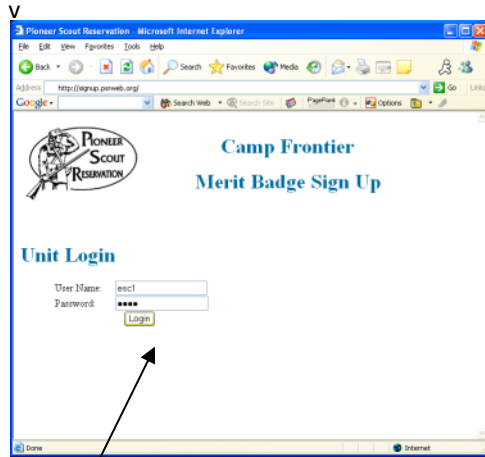 v
Pioneer Scout Reservation - Microsoft Internet Explorer
File Edit View Favorites Tools Help
Back Search Favorites Media
Address http://signup.psrweb.org/ Go Links
Google Search Web Search Site PageRank Options
PIONEER
SCOUT
RESERVATION
Camp Frontier
Merit Badge Sign Up
Unit Login
User Name: esc1
Password: ••••
Login
Done Internet